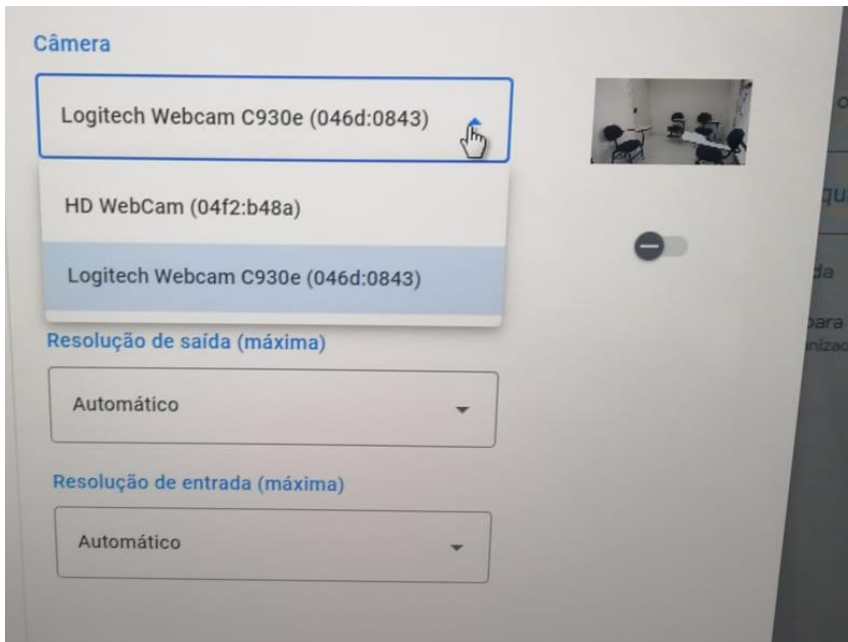 Câmera
Logitech Webcam C930e (046d:0843)
HD WebCam (04f2:b48a)
Logitech Webcam C930e (046d:0843)
Resolução de saída (máxima)
Automático
Resolução de entrada (máxima)
Automático